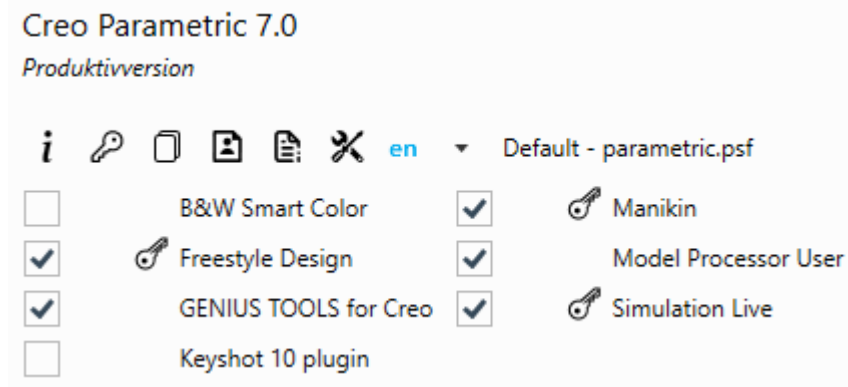 Creo Parametric 7.0
Produktivversion
en Default - parametric.psf
B&W Smart Color Manikin
Freestyle Design Model Processor User
GENIUS TOOLS for Creo Simulation Live
Keyshot 10 plugin